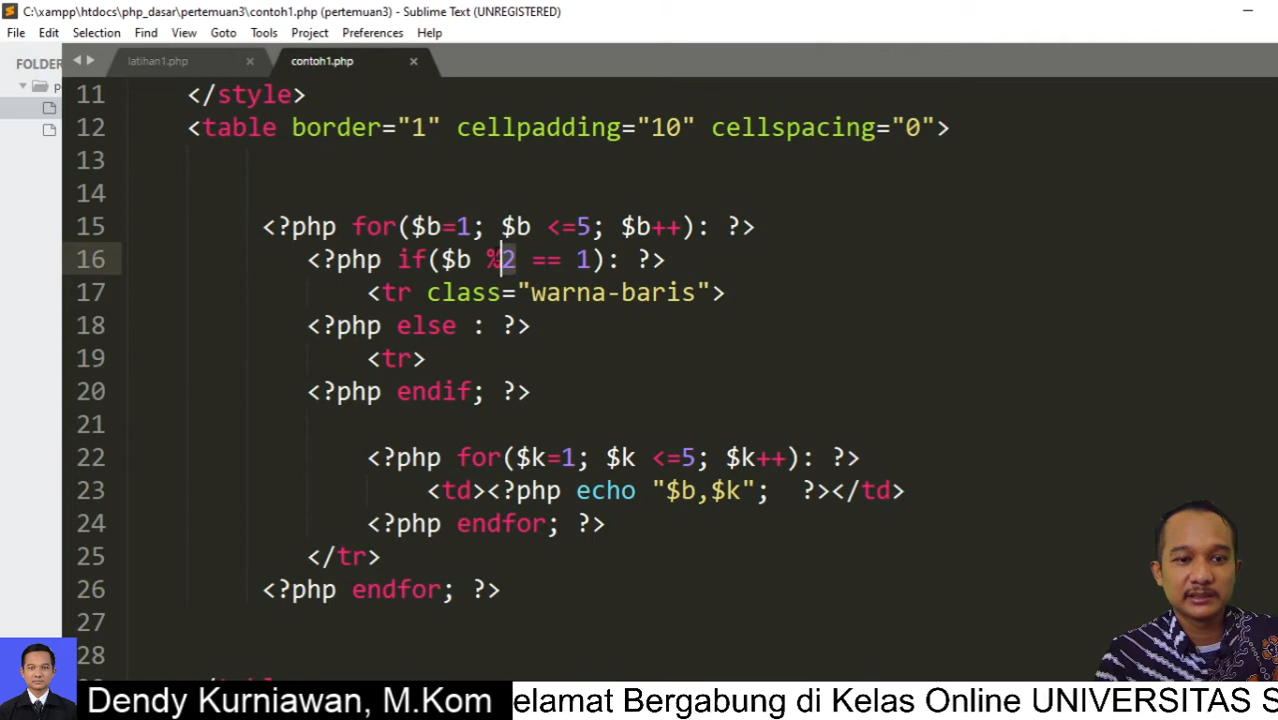 C:\xampp\htdocs\php_dasar\pertemuan3\contoh1.php (pertemuan3) - Sublime Text (UNREGISTERED)
File Edit Selection Find View Goto Tools Project Preferences Help
FOLDER latihan1.php × contoh1.php ×
p
11 </style>
12 <table border="1" cellpadding="10" cellspacing="0">
13
14
15 <?php for($b=1; $b <=5; $b++): ?>
16 <?php if($b %2 == 1): ?>
17 <tr class="warna-baris">
18 <?php else : ?>
19 <tr>
20 <?php endif; ?>
21
22 <?php for($k=1; $k <=5; $k++): ?>
23 <td><?php echo "$b,$k";  ?></td>
24 <?php endfor; ?>
25 </tr>
26 <?php endfor; ?>
27
28
Dendy Kurniawan, M.Kom
elamat Bergabung di Kelas Online UNIVERSITAS S